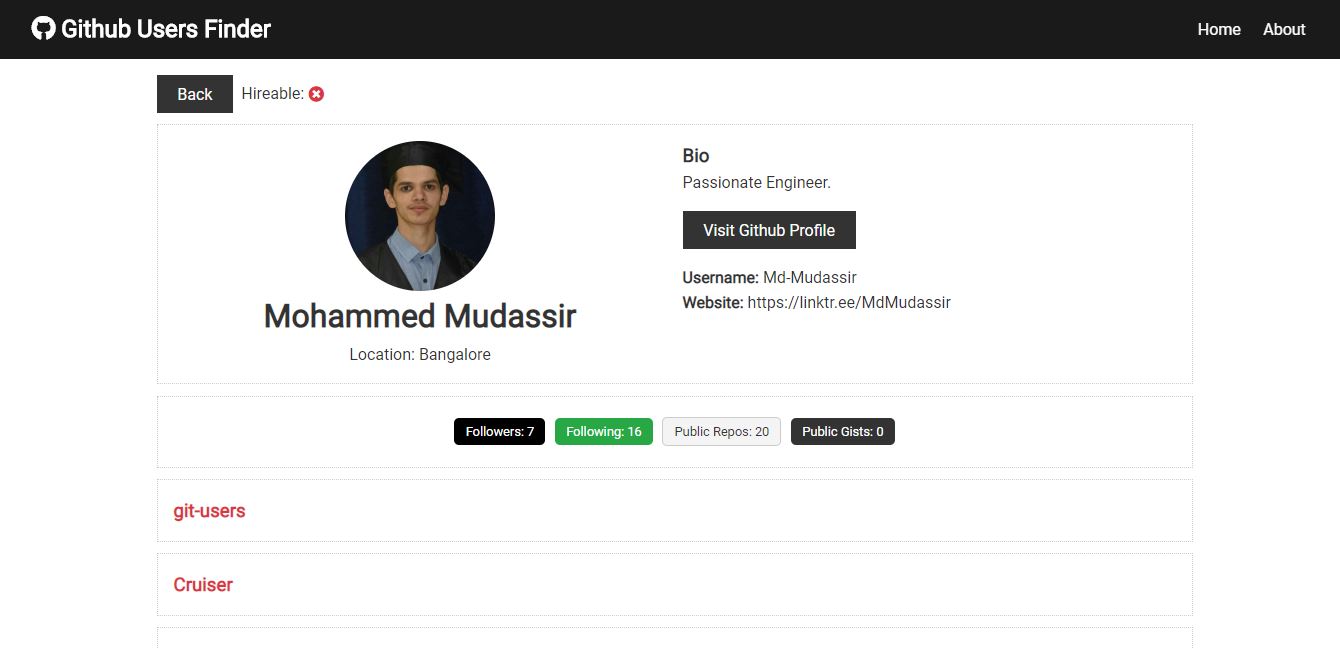 Github Users Finder Home About
Back Hireable:
Bio
Passionate Engineer.
Visit Github Profile
Username: Md-Mudassir
Website: https://linktr.ee/MdMudassir
Mohammed Mudassir
Location: Bangalore
Followers: 7 Following: 16 Public Repos: 20 Public Gists: 0
git-users
Cruiser